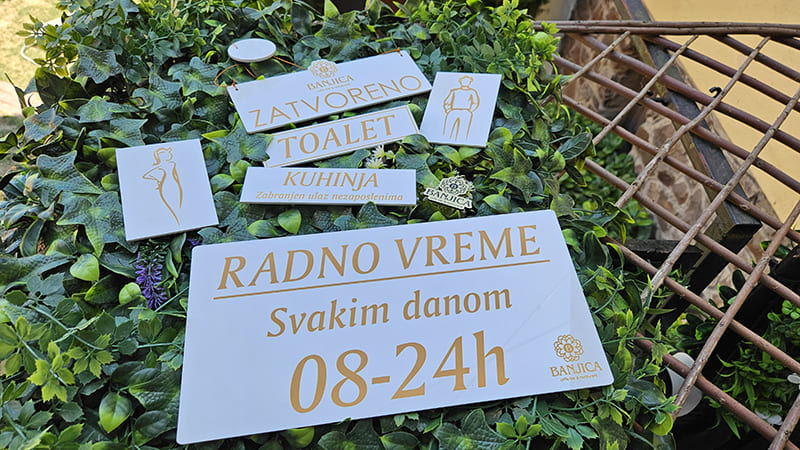 BANJICA
ZATVORENO
TOALET
KUHINJA
Zabranjen ulaz nezaposlenima
BANJICA
RADNO VREME
Svakim danom
08-24h
BANJICA